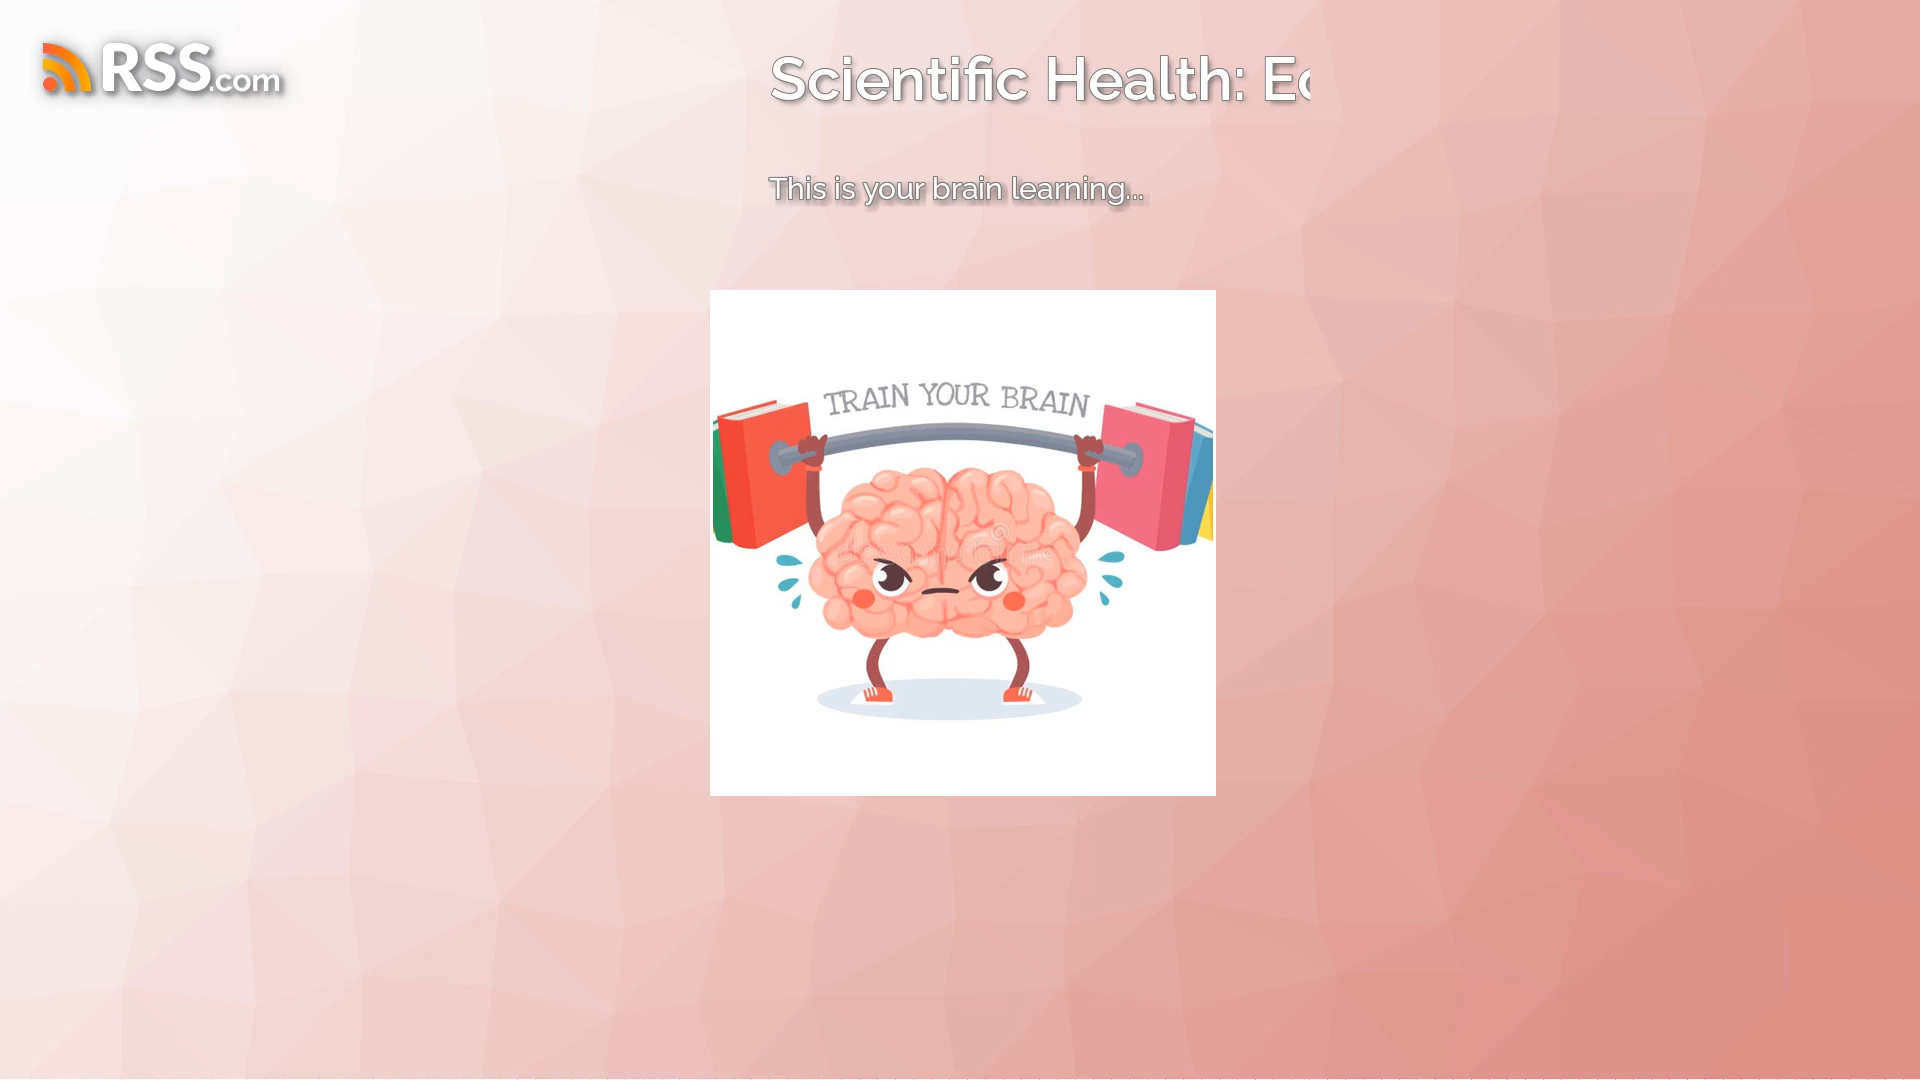 RSS.com
Scientific Health:
This is your brain learning...
TRAIN YOUR BRAIN